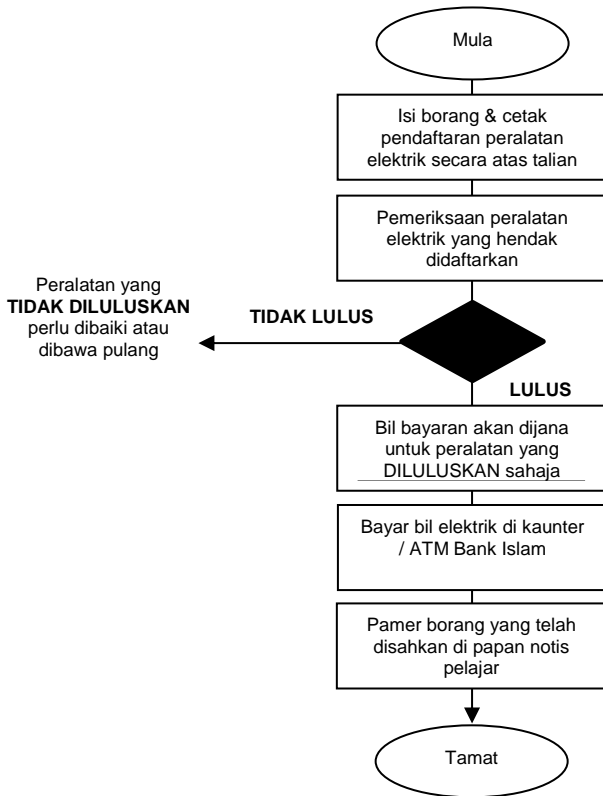 Mula
Isi borang & cetak
pendaftaran peralatan
elektrik secara atas talian
Pemeriksaan peralatan
elektrik yang hendak
didaftarkan
Peralatan yang
TIDAK DILULUSKAN
perlu dibaiki atau
dibawa pulang
TIDAK LULUS
LULUS
Bil bayaran akan dijana
untuk peralatan yang
DILULUSKAN sahaja
Bayar bil elektrik di kaunter
/ ATM Bank Islam
Pamer borang yang telah
disahkan di papan notis
pelajar
Tamat